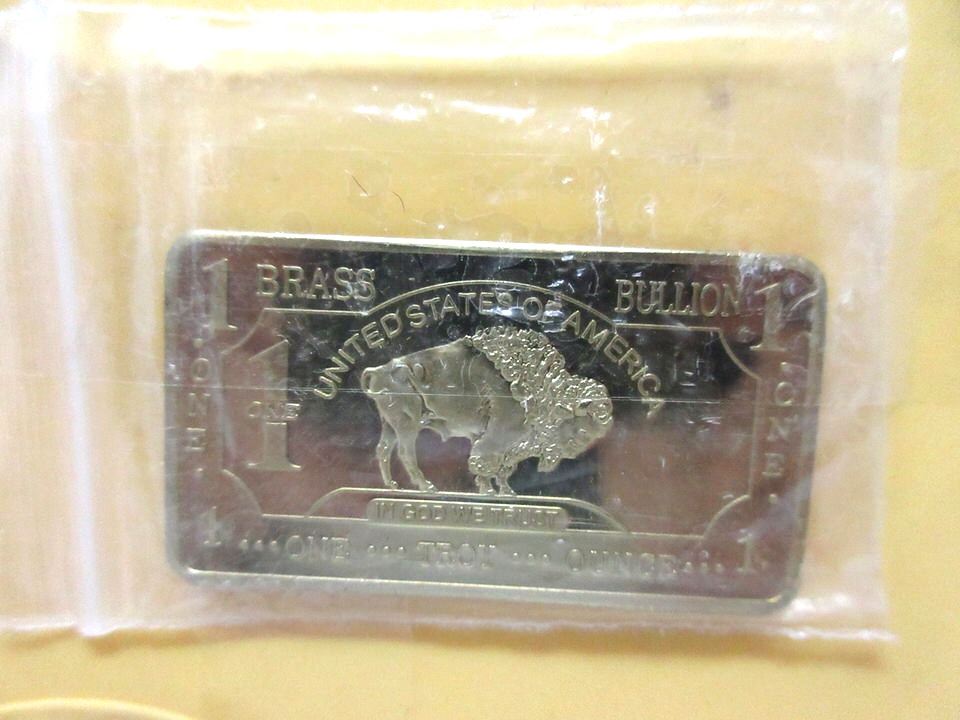 1 BRASS BULLION 1
UNITED STATES OF AMERICA
.ONE.
1
ONE
.ONE.
IN GOD WE TRUST
1 ...ONE ... TROY ... OUNCE... 1